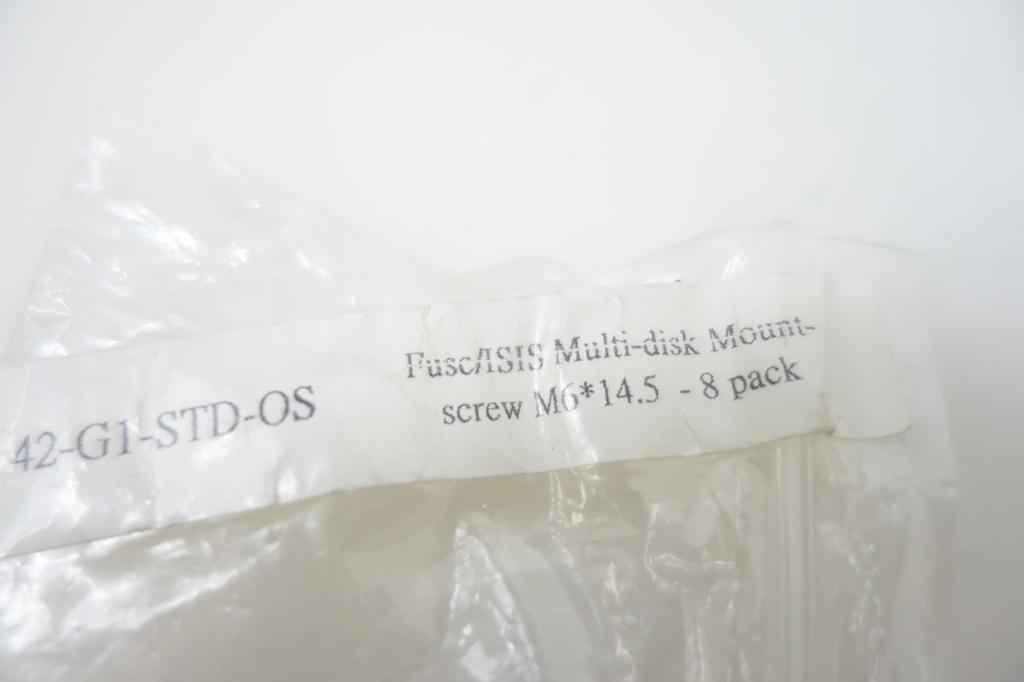 42-G1-STD-OS
Fusc/ISIS Multi-disk Mount-
screw M6*14.5 - 8 pack